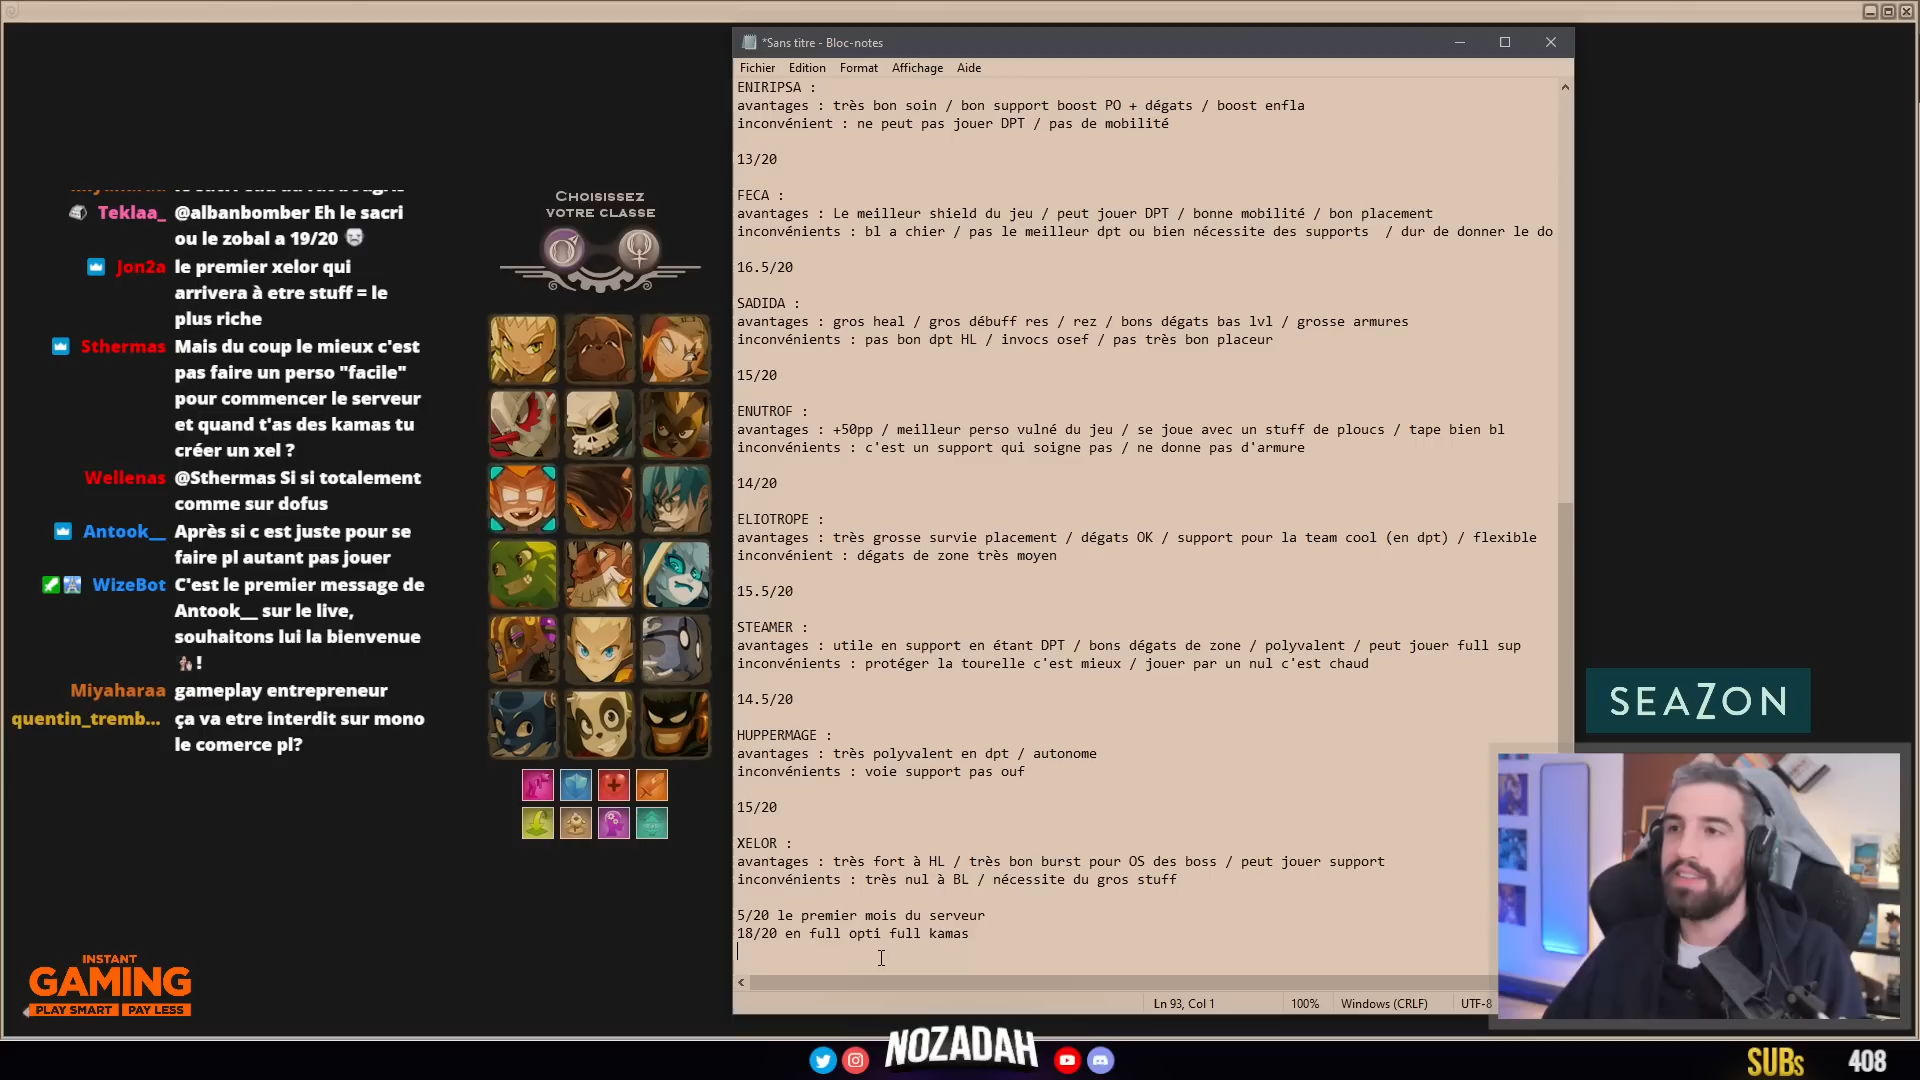 *Sans titre - Bloc-notes
Fichier Edition Format Affichage Aide
ENIRIPSA :
avantages : très bon soin / bon support boost PO + dégats / boost enfla
inconvénient : ne peut pas jouer DPT / pas de mobilité
13/20
FECA :
avantages : Le meilleur shield du jeu / peut jouer DPT / bonne mobilité / bon placement
inconvénients : bl a chier / pas le meilleur dpt ou bien nécessite des supports  / dur de donner le do
16.5/20
SADIDA :
avantages : gros heal / gros débuff res / rez / bons dégats bas lvl / grosse armures
inconvénients : pas bon dpt HL / invocs osef / pas très bon placeur
15/20
ENUTROF :
avantages : +50pp / meilleur perso vulné du jeu / se joue avec un stuff de ploucs / tape bien bl
inconvénients : c'est un support qui soigne pas / ne donne pas d'armure
14/20
ELIOTROPE :
avantages : très grosse survie placement / dégats OK / support pour la team cool (en dpt) / flexible
inconvénient : dégats de zone très moyen
15.5/20
STEAMER :
avantages : utile en support en étant DPT / bons dégats de zone / polyvalent / peut jouer full sup
inconvénients : protéger la tourelle c'est mieux / jouer par un nul c'est chaud
14.5/20
HUPPERMAGE :
avantages : très polyvalent en dpt / autonome
inconvénients : voie support pas ouf
15/20
XELOR :
avantages : très fort à HL / très bon burst pour OS des boss / peut jouer support
inconvénients : très nul à BL / nécessite du gros stuff
5/20 le premier mois du serveur
18/20 en full opti full kamas
Ln 93, Col 1 100% Windows (CRLF) UTF-8
Teklaa_ @albanbomber Eh le sacri
ou le zobal a 19/20
Jon2a le premier xelor qui
arrivera à etre stuff = le
plus riche
Sthermas Mais du coup le mieux c'est
pas faire un perso "facile"
pour commencer le serveur
et quand t'as des kamas tu
créer un xel ?
Wellenas @Sthermas Si si totalement
comme sur dofus
Antook__ Après si c est juste pour se
faire pl autant pas jouer
WizeBot C'est le premier message de
Antook__ sur le live,
souhaitons lui la bienvenue
!
Miyaharaa gameplay entrepreneur
quentin_tremb... ça va etre interdit sur mono
le comerce pl?
CHOISISSEZ
VOTRE CLASSE
SEAZON
INSTANT
GAMING
PLAY SMART | PAY LESS
NOZADAH
SUBs 408